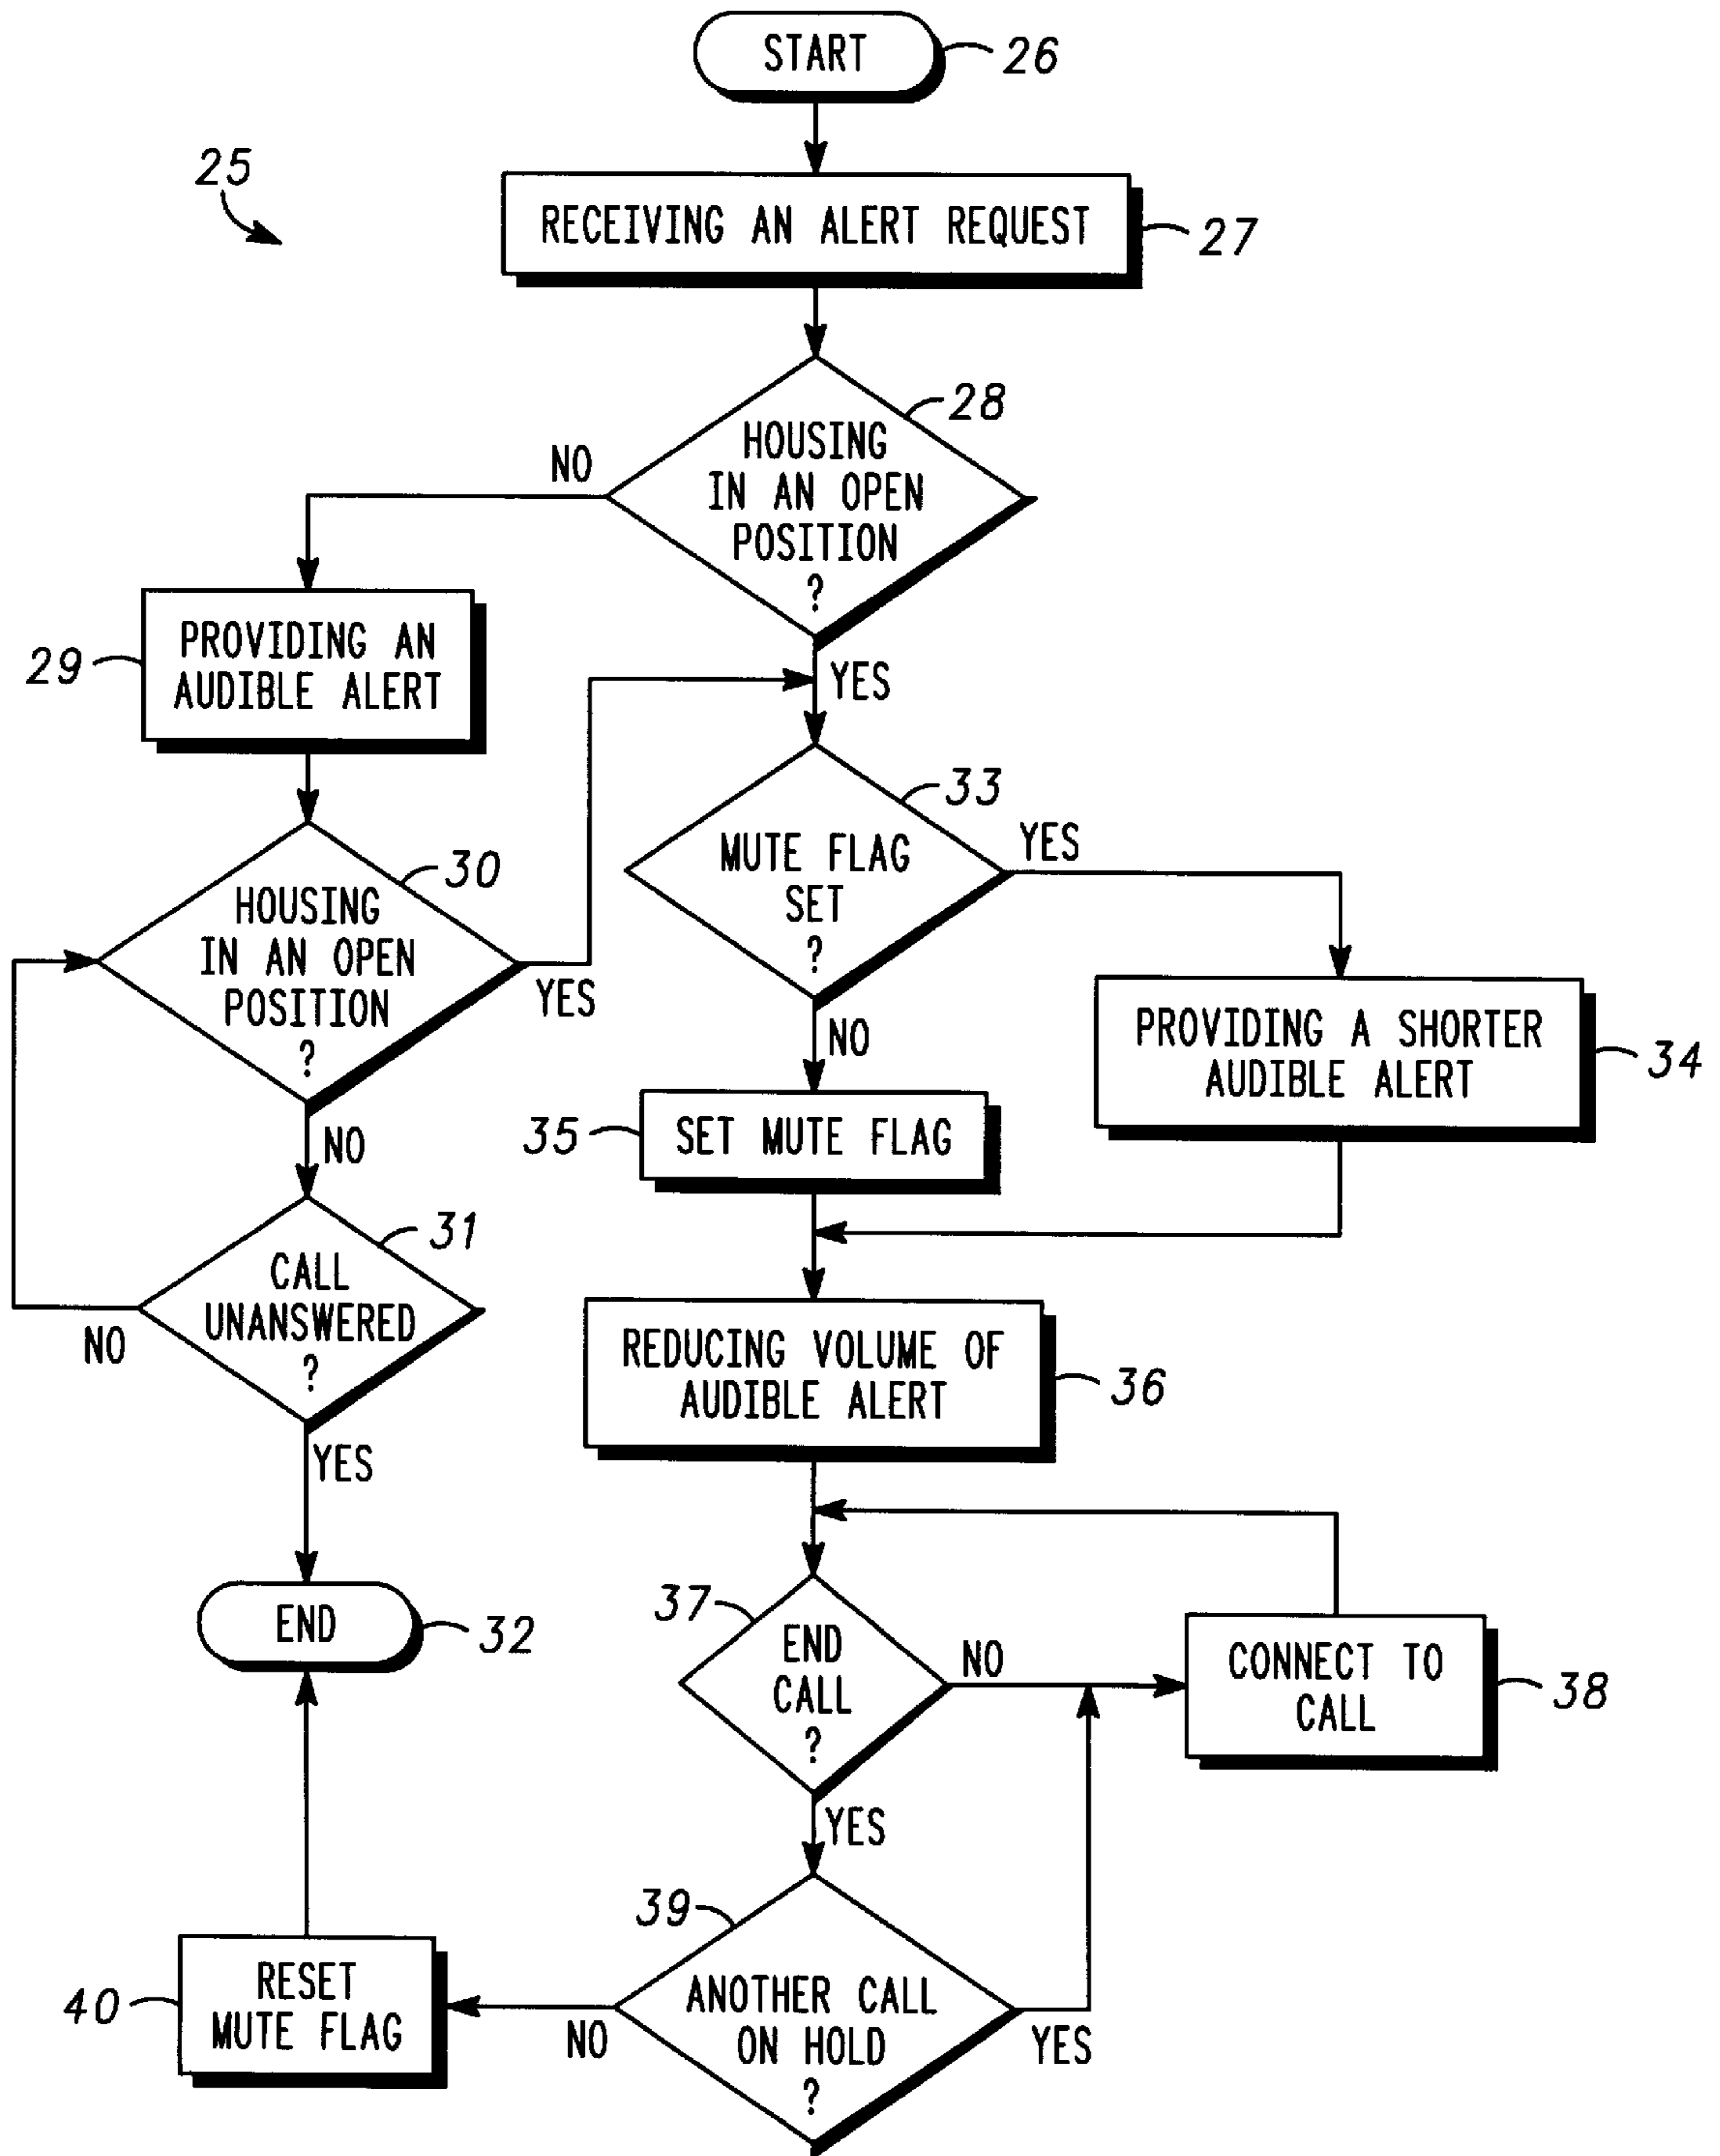 START
26
25
RECEIVING AN ALERT REQUEST
27
28
HOUSING
IN AN OPEN
POSITION
?
NO
YES
29
PROVIDING AN
AUDIBLE ALERT
33
MUTE FLAG
SET
?
YES
NO
30
HOUSING
IN AN OPEN
POSITION
?
YES
NO
PROVIDING A SHORTER
AUDIBLE ALERT
34
35
SET MUTE FLAG
31
CALL
UNANSWERED
?
NO
YES
REDUCING VOLUME OF
AUDIBLE ALERT
36
END
32
37
END
CALL
?
NO
YES
CONNECT TO
CALL
38
39
ANOTHER CALL
ON HOLD
?
NO
YES
40
RESET
MUTE FLAG